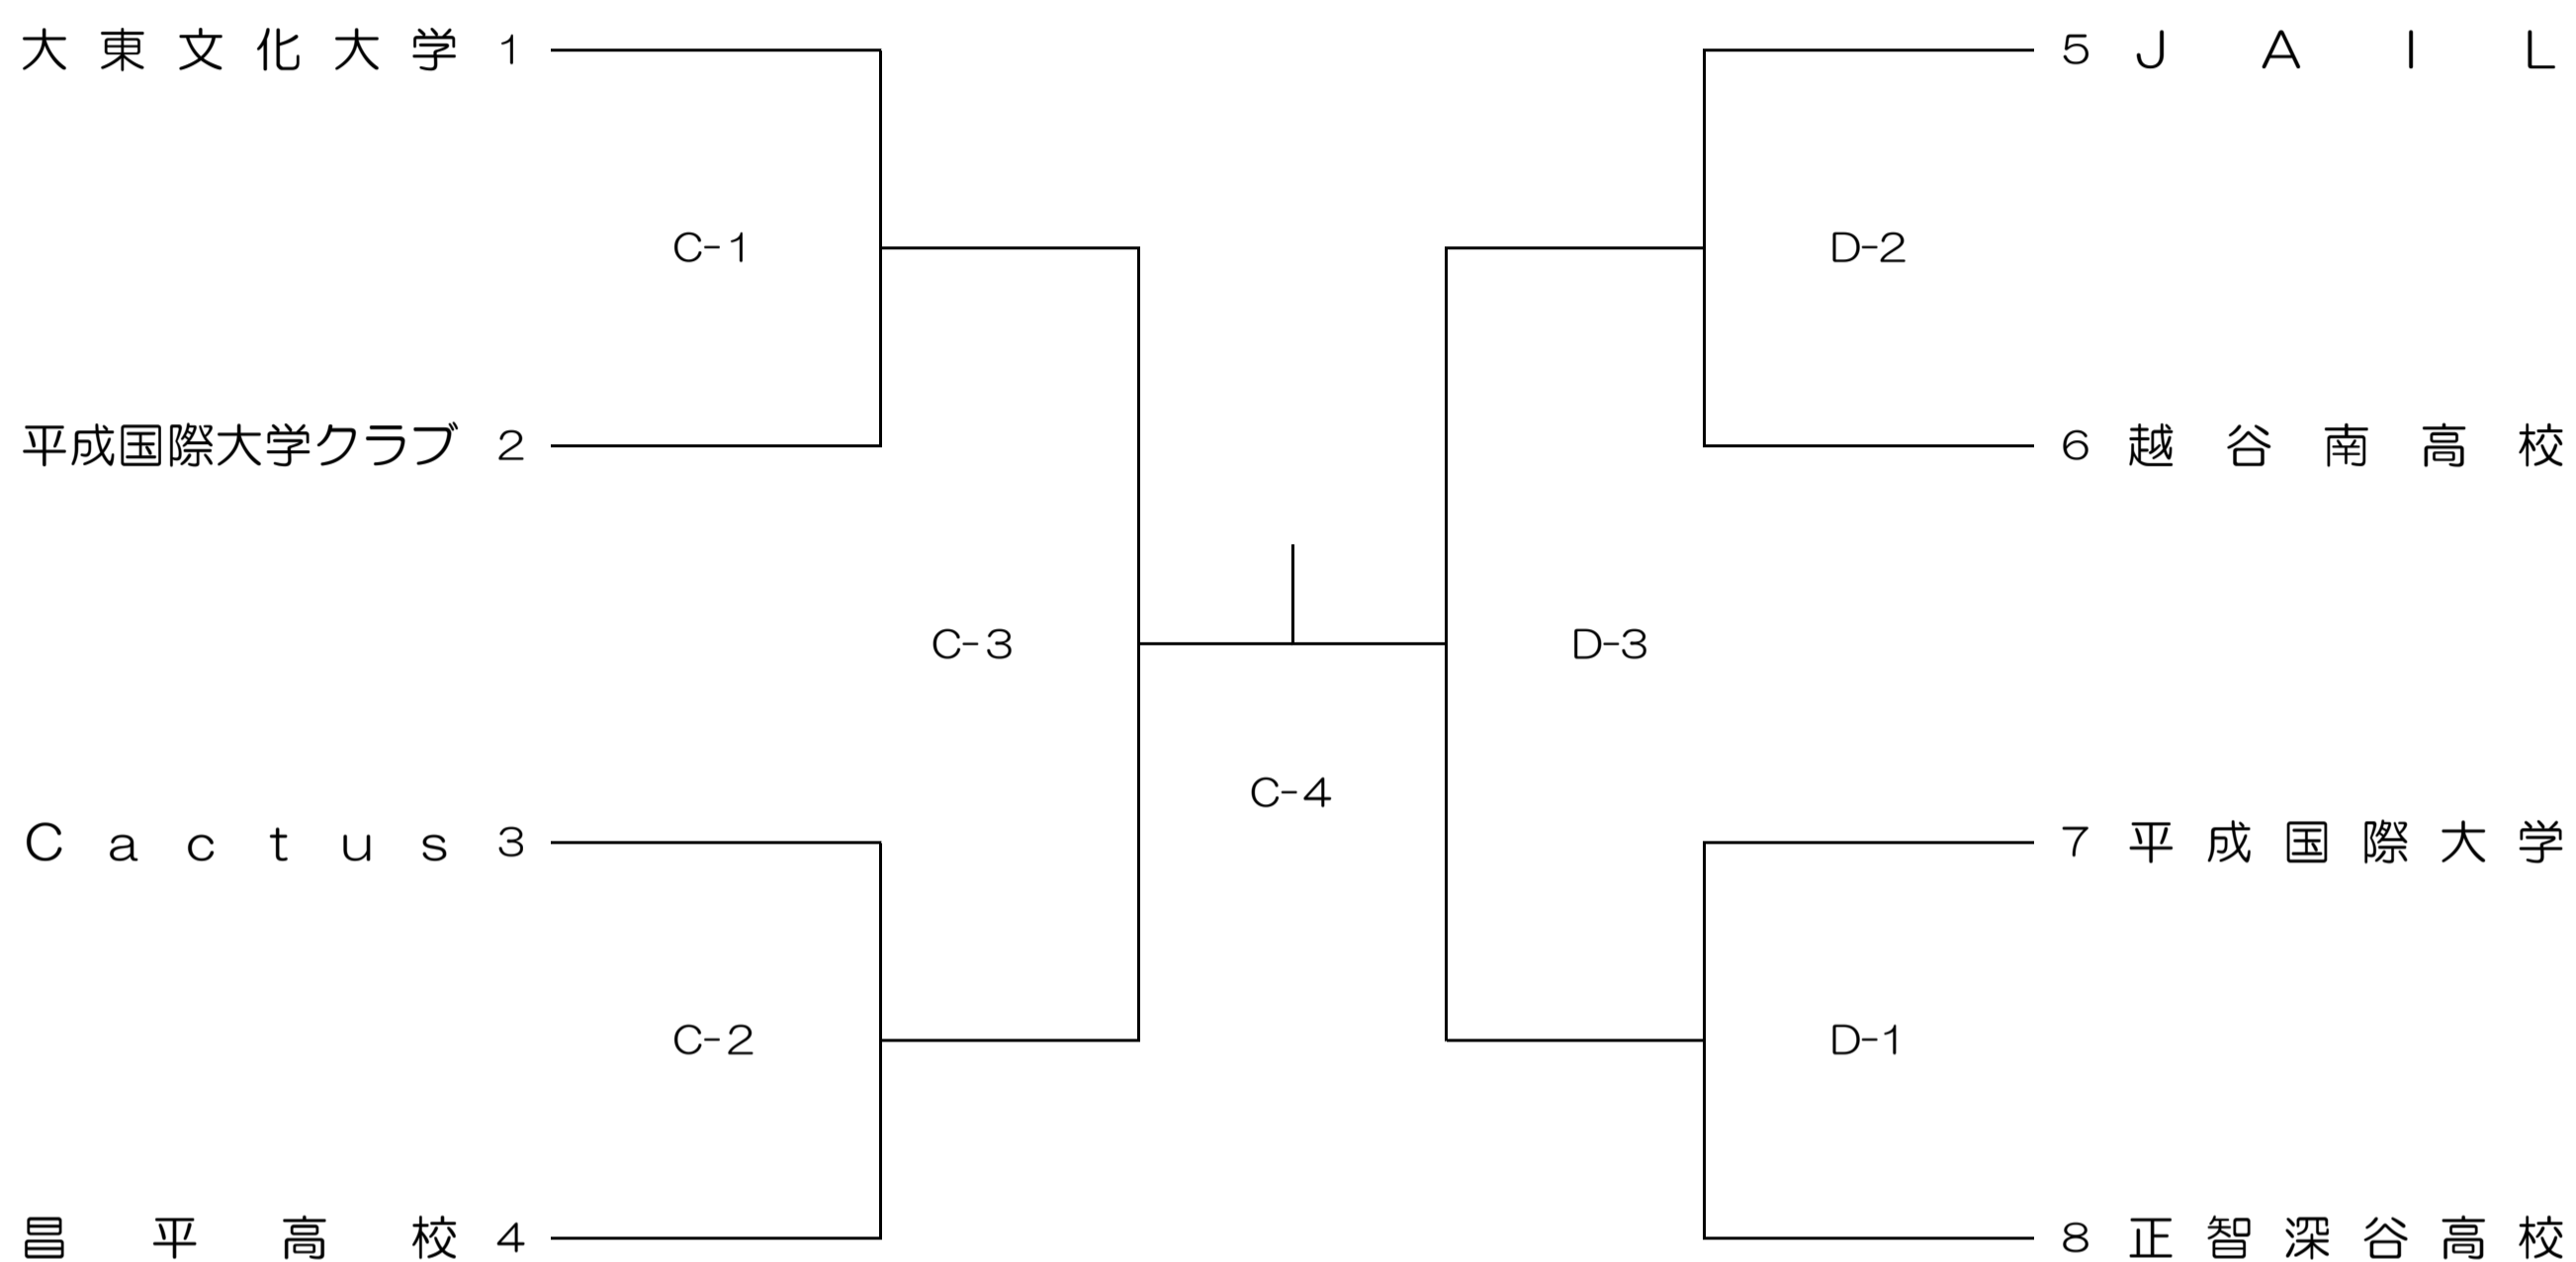 大東文化大学 1
5 JAIL
C-1
D-2
平成国際大学クラブ 2
6 越谷南高校
C-3
D-3
C-4
Cactus 3
7 平成国際大学
C-2
D-1
昌平高校 4
8 正智深谷高校